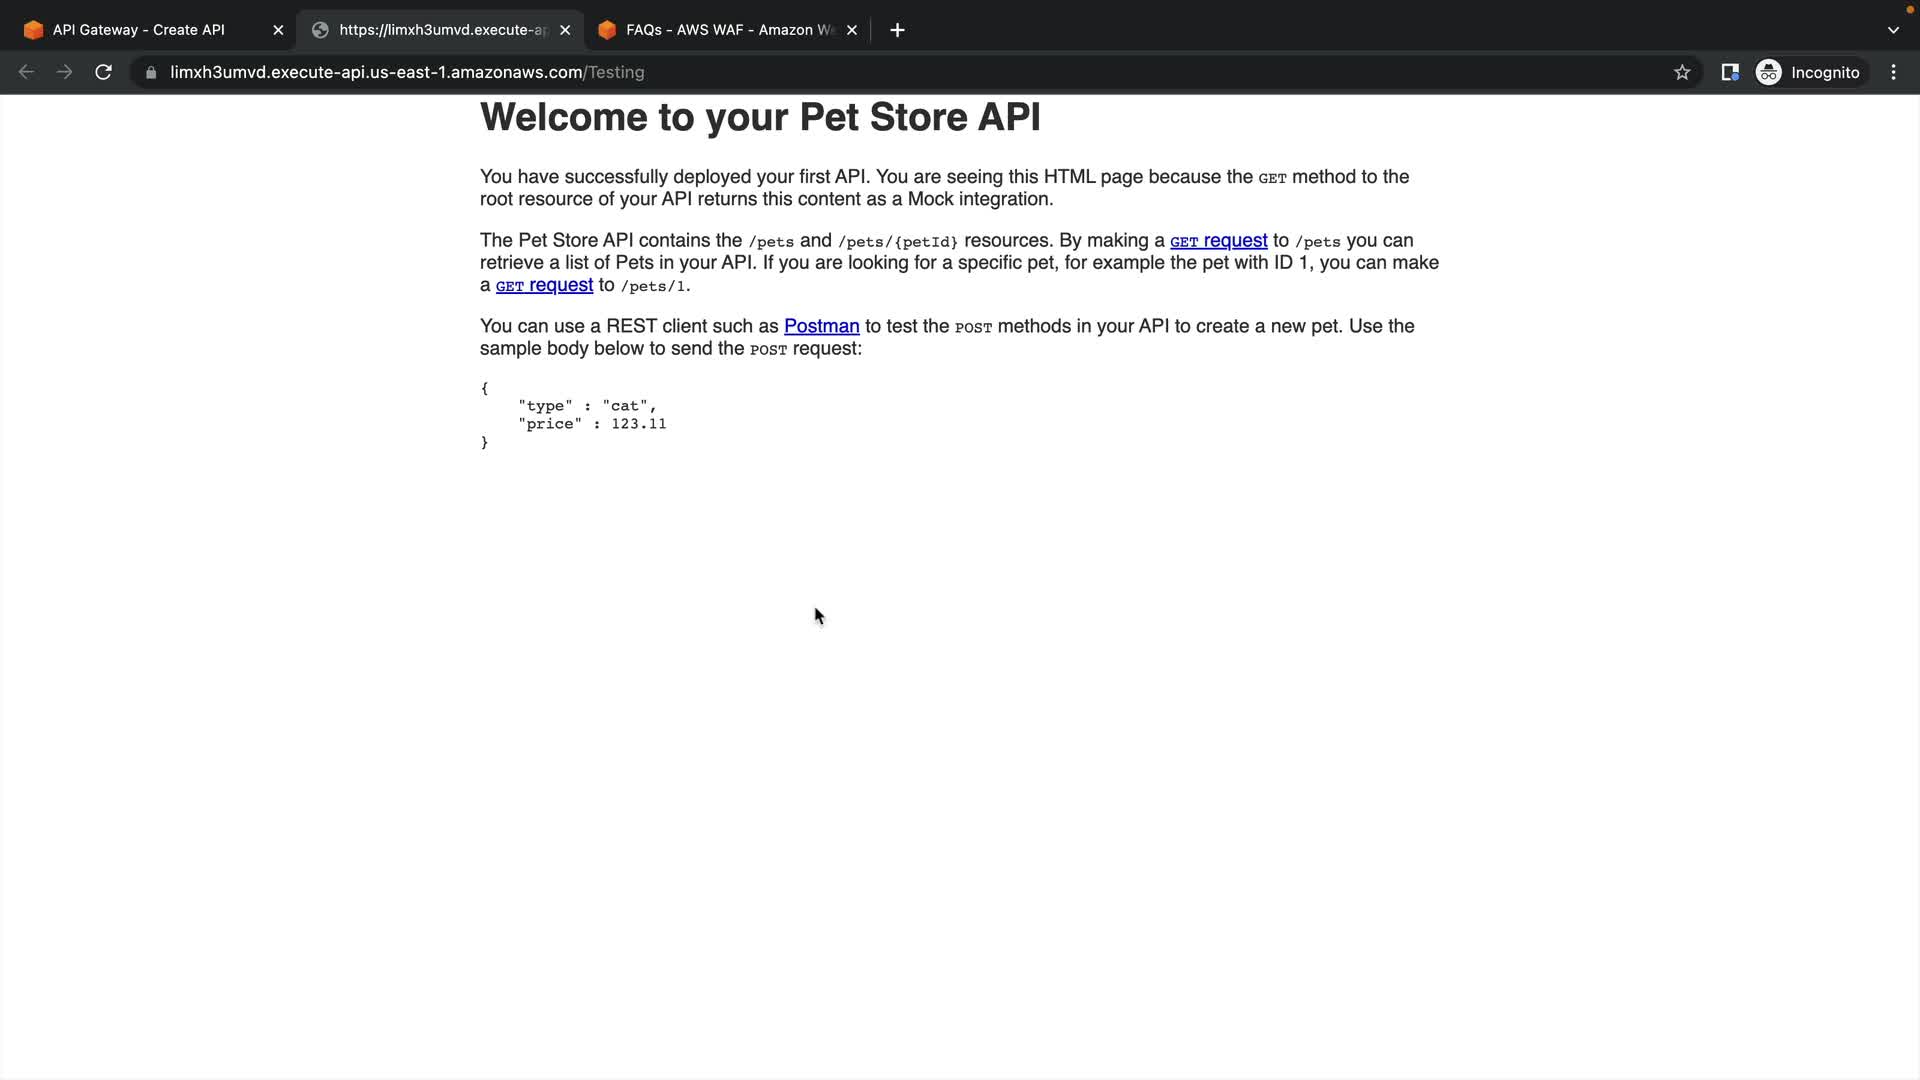 API Gateway - Create API
https://limxh3umvd.execute-ap
FAQs - AWS WAF - Amazon We
limxh3umvd.execute-api.us-east-1.amazonaws.com/Testing
Incognito
Welcome to your Pet Store API
You have successfully deployed your first API. You are seeing this HTML page because the GET method to the
root resource of your API returns this content as a Mock integration.
The Pet Store API contains the /pets and /pets/{petId} resources. By making a GET request to /pets you can
retrieve a list of Pets in your API. If you are looking for a specific pet, for example the pet with ID 1, you can make
a GET request to /pets/1.
You can use a REST client such as Postman to test the POST methods in your API to create a new pet. Use the
sample body below to send the POST request:
{
"type" : "cat",
"price" : 123.11
}